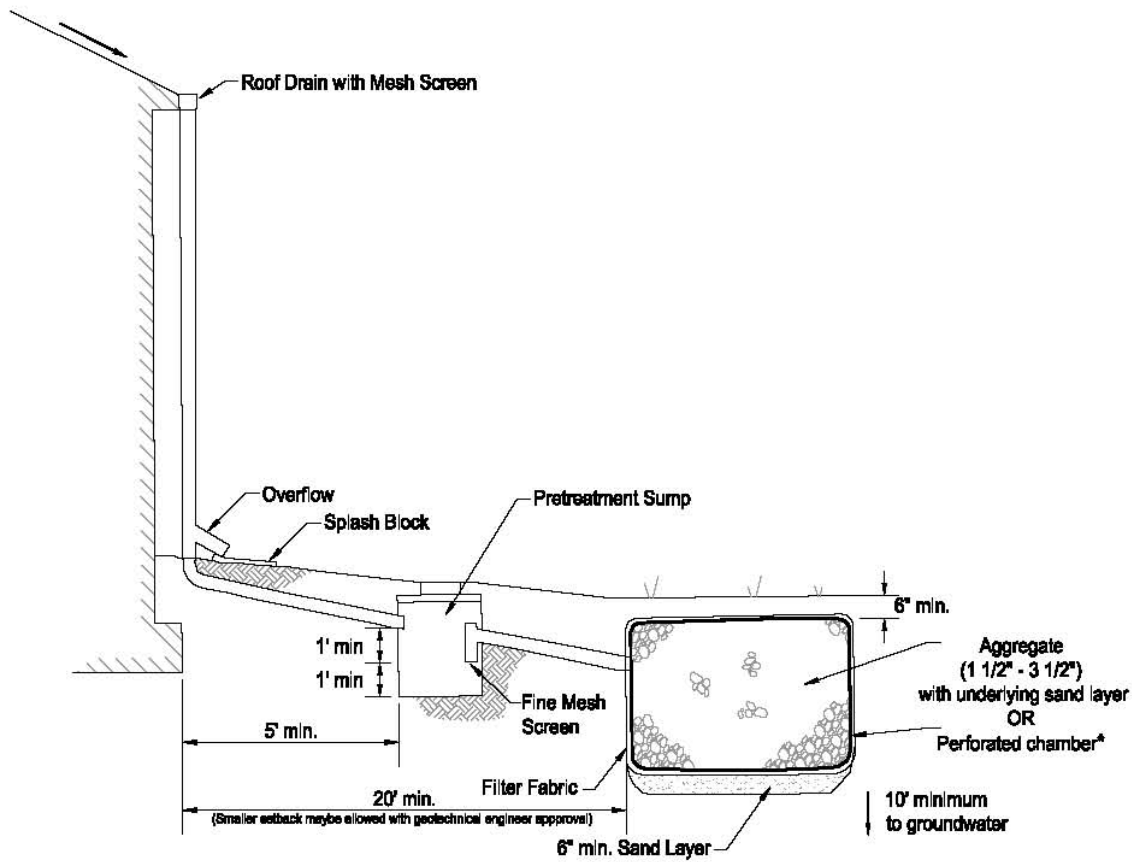 Roof Drain with Mesh Screen
Overflow
Splash Block
Pretreatment Sump
6" min.
1' min
1' min
Aggregate
(1 1/2" - 3 1/2")
with underlying sand layer
OR
Perforated chamber*
Fine Mesh
Screen
5' min.
Filter Fabric
20' min.
(Smaller setback maybe allowed with geotechnical engineer appproval)
10' minimum
to groundwater
6" min. Sand Layer